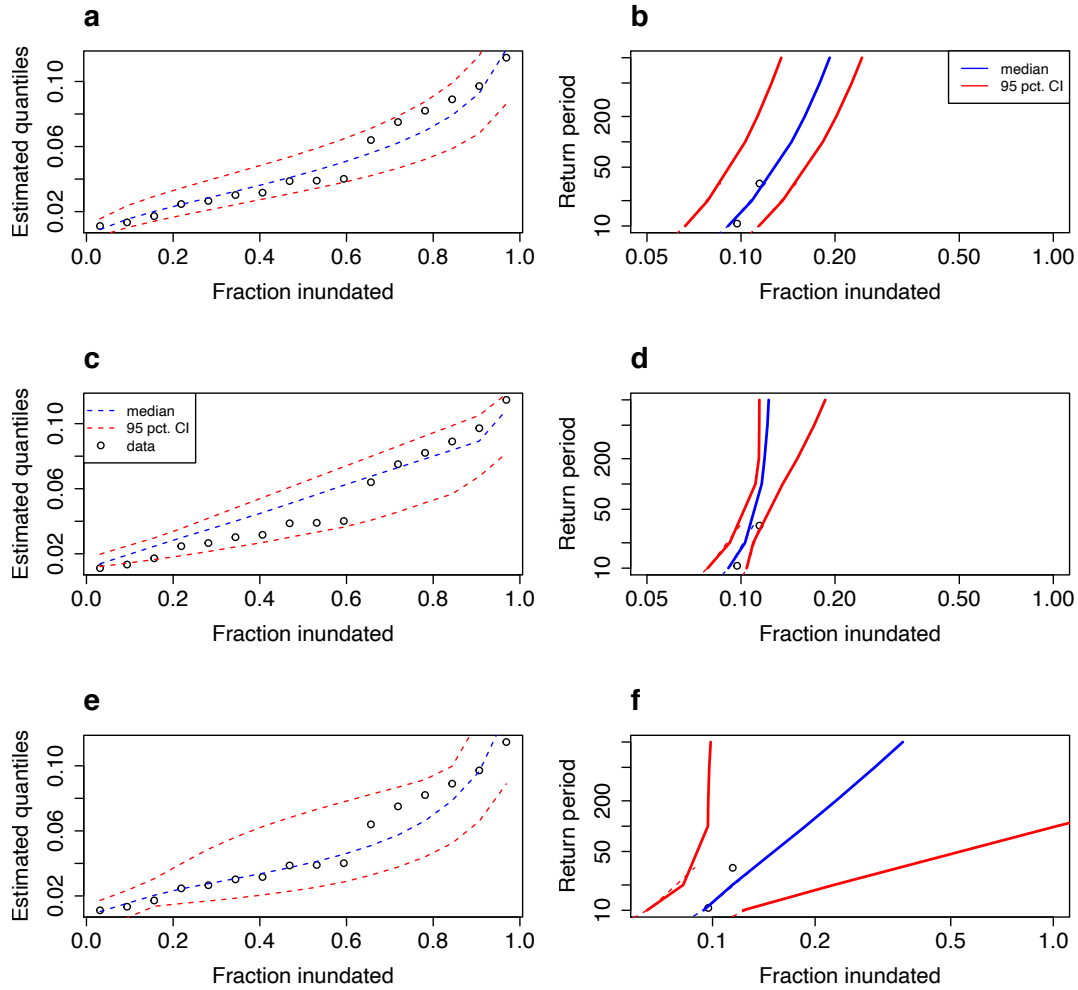 a
Estimated quantiles
0.02 0.06 0.10
0.0 0.2 0.4 0.6 0.8 1.0
Fraction inundated
b
median
95 pct. CI
Return period
10 50 200
0.05 0.10 0.20 0.50 1.00
Fraction inundated
c
median
95 pct. CI
data
Estimated quantiles
0.02 0.06 0.10
0.0 0.2 0.4 0.6 0.8 1.0
Fraction inundated
d
Return period
10 50 200
0.05 0.10 0.20 0.50 1.00
Fraction inundated
e
Estimated quantiles
0.02 0.06 0.10
0.0 0.2 0.4 0.6 0.8 1.0
Fraction inundated
f
Return period
10 50 200
0.1 0.2 0.5 1.0
Fraction inundated